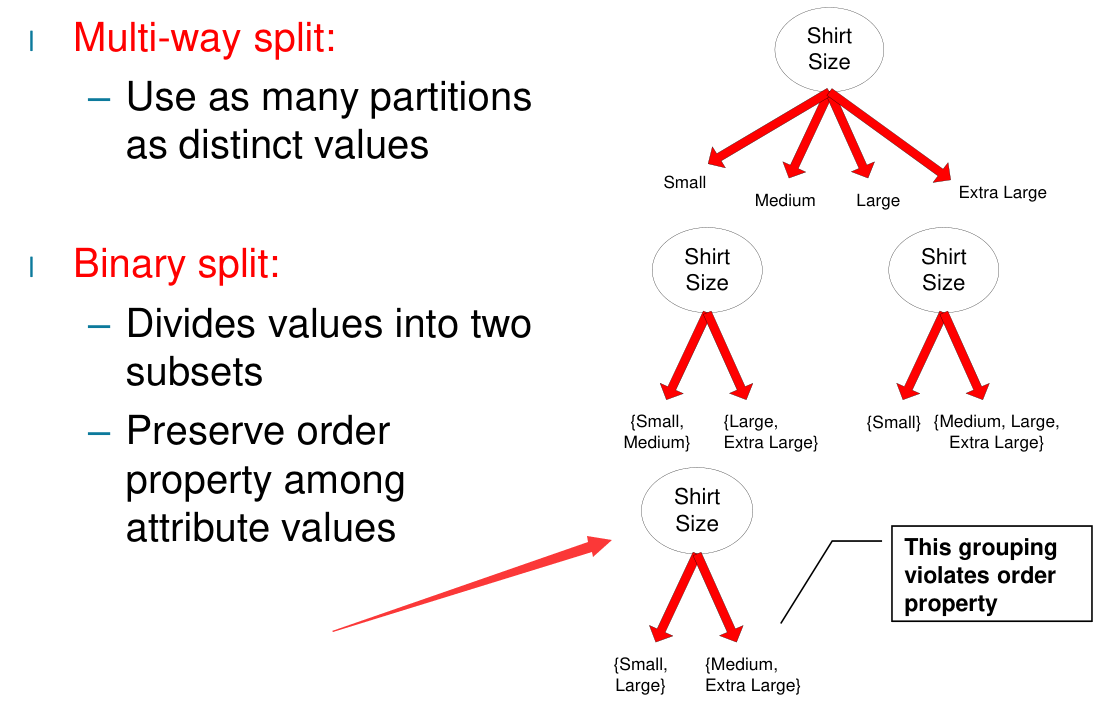 l Multi-way split:
– Use as many partitions
as distinct values
Shirt
Size
Small
Medium
Large
Extra Large
l Binary split:
– Divides values into two
subsets
– Preserve order
property among
attribute values
Shirt
Size
{Small,
Medium}
{Large,
Extra Large}
Shirt
Size
{Small}
{Medium, Large,
Extra Large}
Shirt
Size
{Small,
Large}
{Medium,
Extra Large}
This grouping
violates order
property